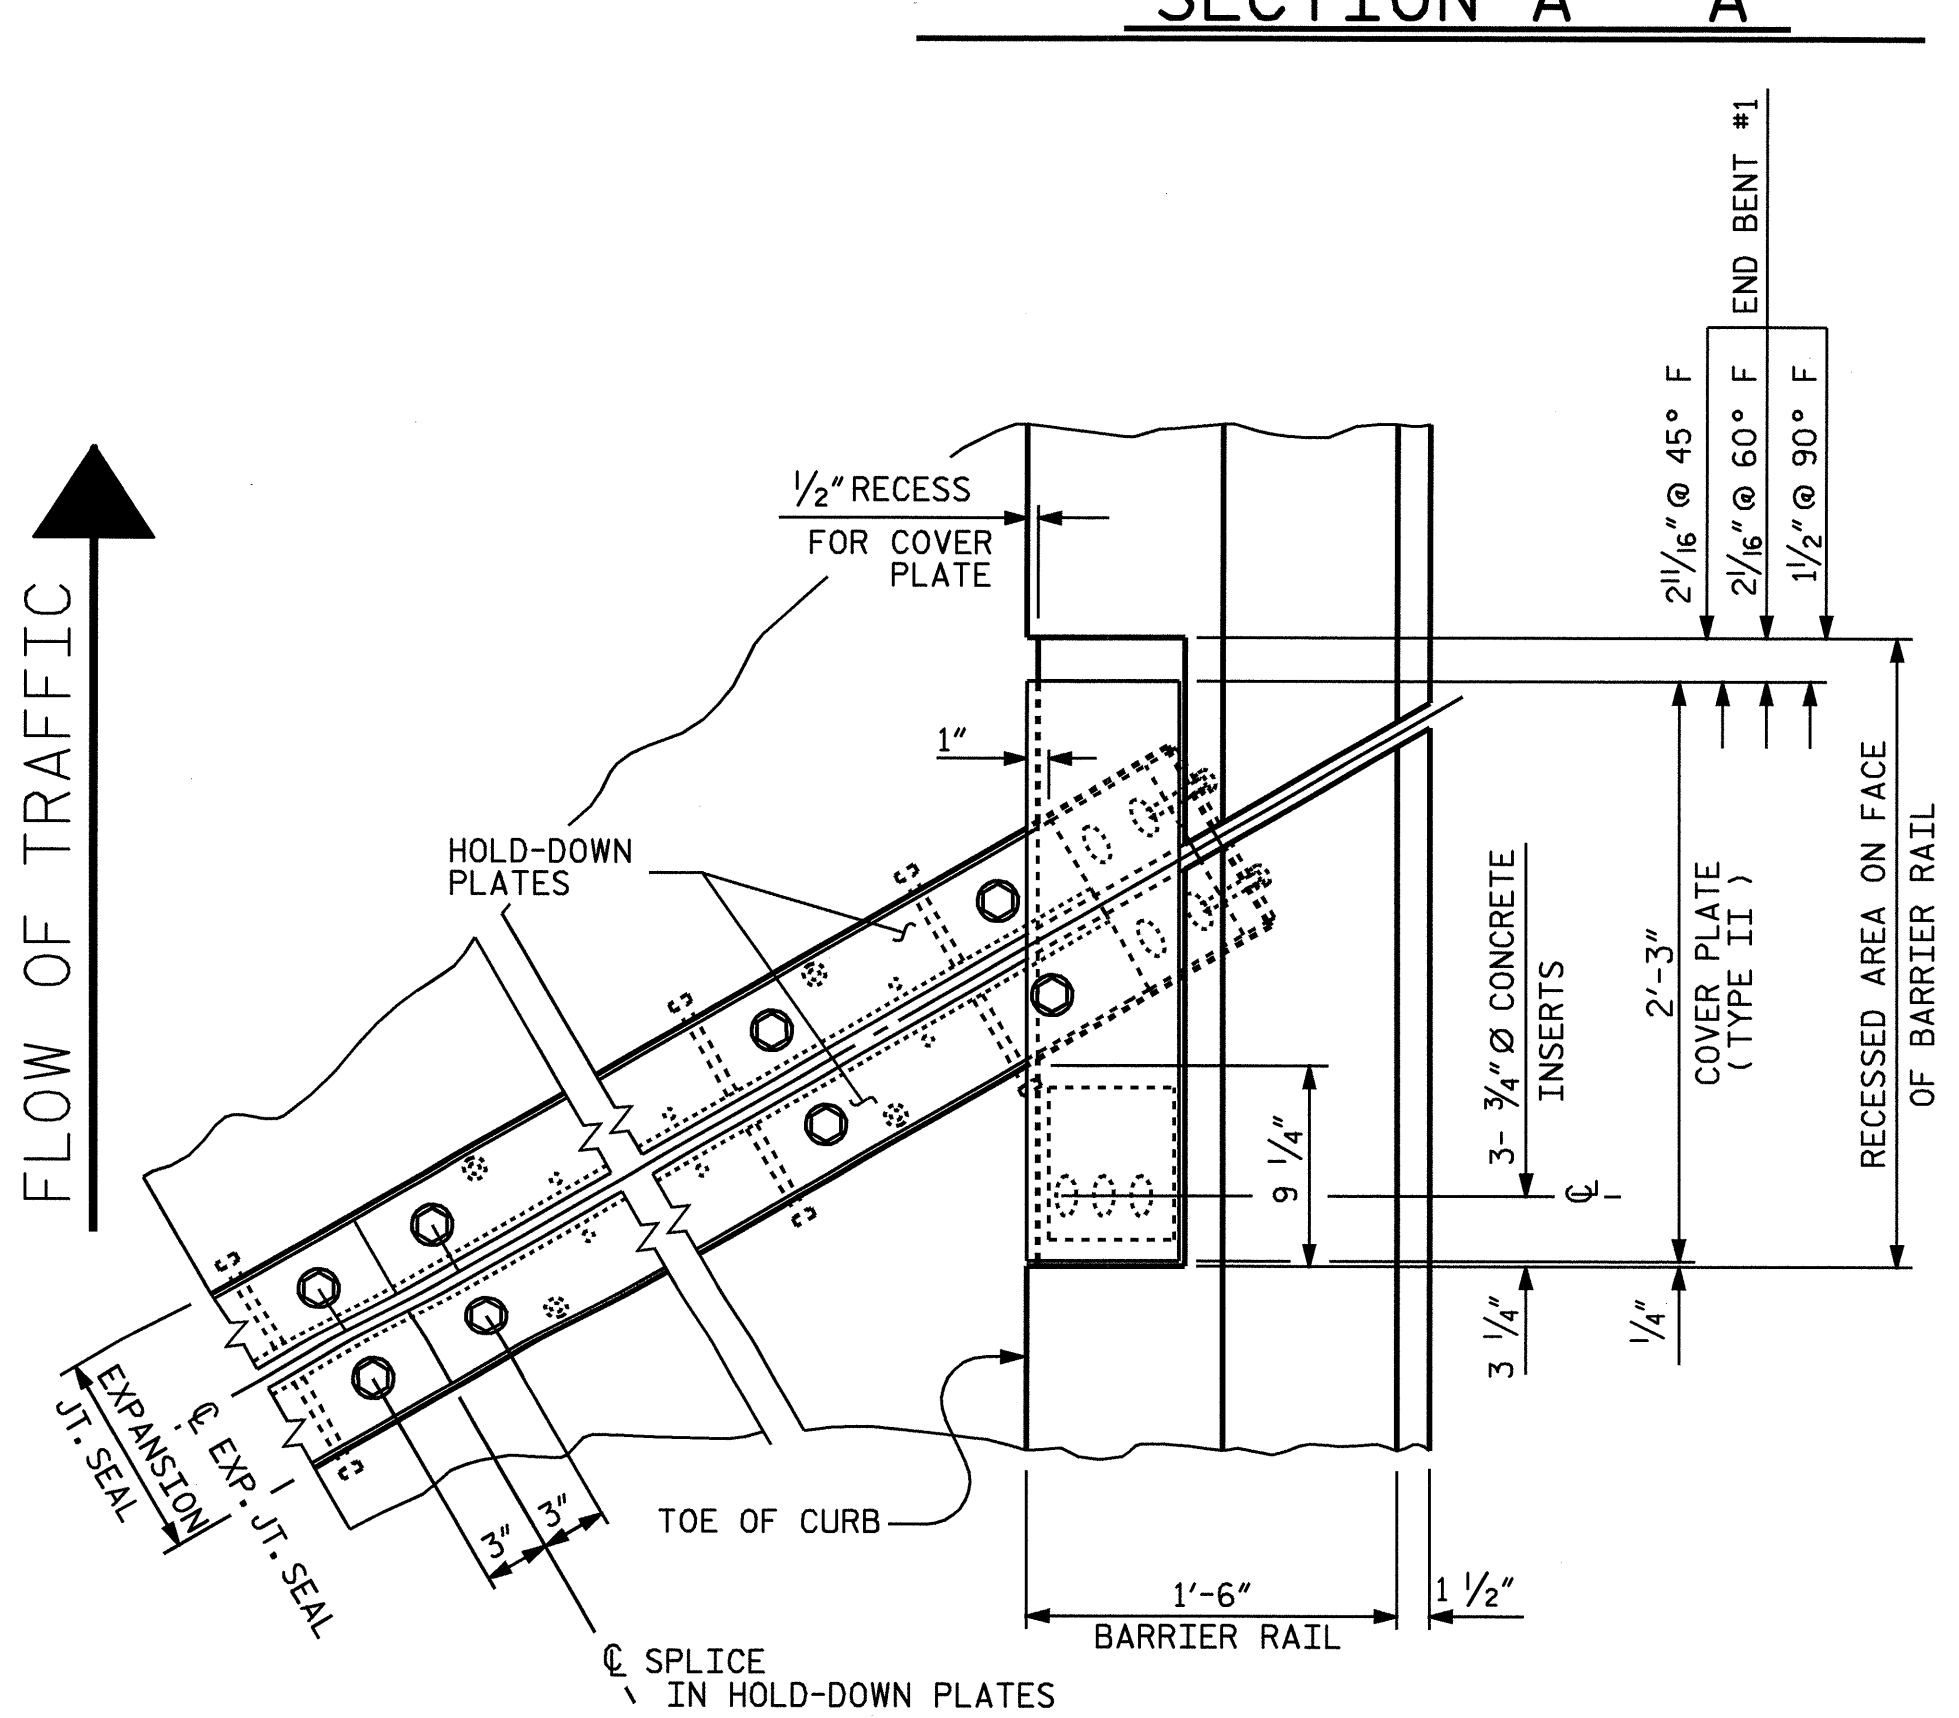 SECTION A A
END BENT #1
2 11/16" @ 45° F
2 1/16" @ 60° F
1 1/2" @ 90° F
1/2" RECESS
FOR COVER
PLATE
FLOW OF TRAFFIC
1"
HOLD-DOWN
PLATES
3- 3/4" Ø CONCRETE
INSERTS
2'-3"
COVER PLATE
(TYPE II)
RECESSED AREA ON FACE
OF BARRIER RAIL
9 1/4"
℄
3 1/4"
1/4"
EXPANSION
JT. SEAL
℄ EXP. JT. SEAL
3"
3"
TOE OF CURB
1'-6"
BARRIER RAIL
1 1/2"
℄ SPLICE
IN HOLD-DOWN PLATES